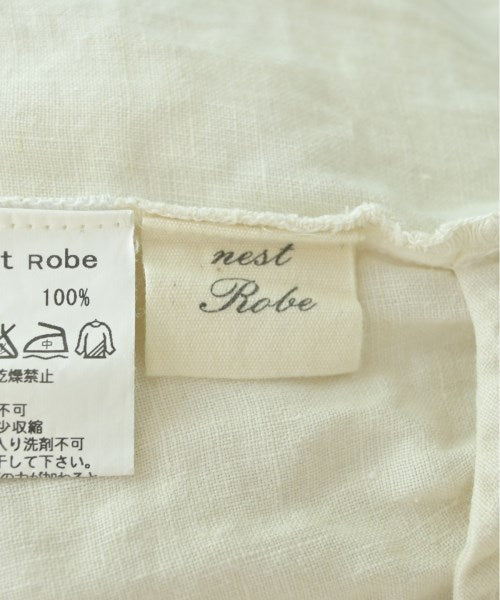 t Robe
100%
中
乾燥禁止
不可
少収縮
入り洗剤不可
干して下さい。
nest
Robe